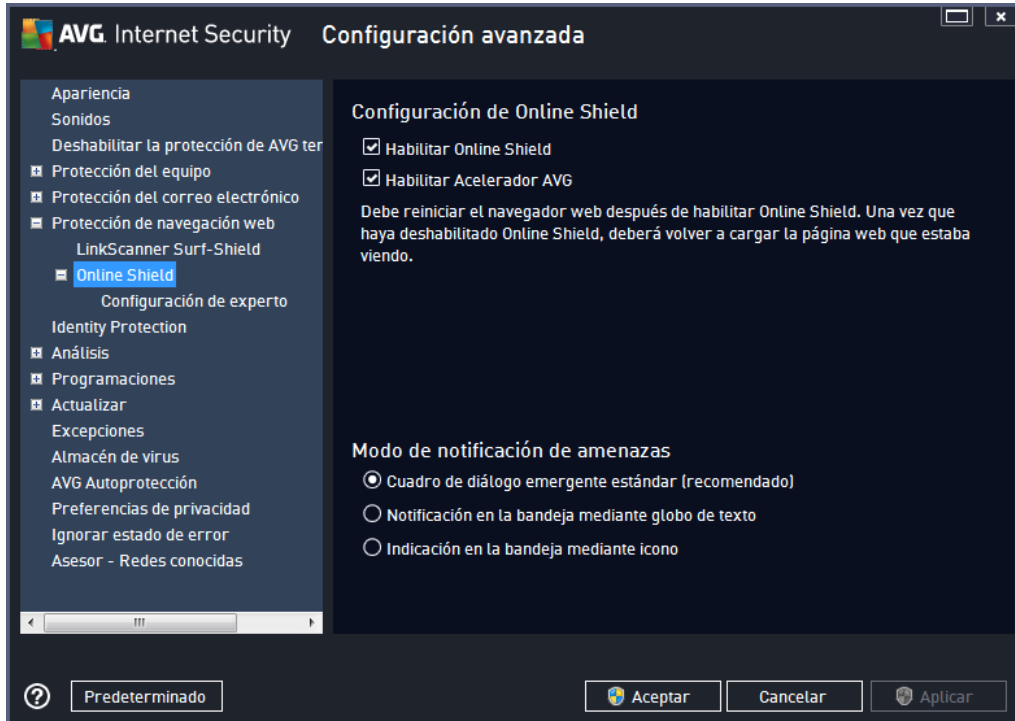 AVG. Internet Security Configuración avanzada
Apariencia
Sonidos
Deshabilitar la protección de AVG ter
Protección del equipo
Protección del correo electrónico
Protección de navegación web
LinkScanner Surf-Shield
Online Shield
Configuración de experto
Identity Protection
Análisis
Programaciones
Actualizar
Excepciones
Almacén de virus
AVG Autoprotección
Preferencias de privacidad
Ignorar estado de error
Asesor - Redes conocidas
Configuración de Online Shield
Habilitar Online Shield
Habilitar Acelerador AVG
Debe reiniciar el navegador web después de habilitar Online Shield. Una vez que
haya deshabilitado Online Shield, deberá volver a cargar la página web que estaba
viendo.
Modo de notificación de amenazas
Cuadro de diálogo emergente estándar (recomendado)
Notificación en la bandeja mediante globo de texto
Indicación en la bandeja mediante icono
? Predeterminado Aceptar Cancelar Aplicar